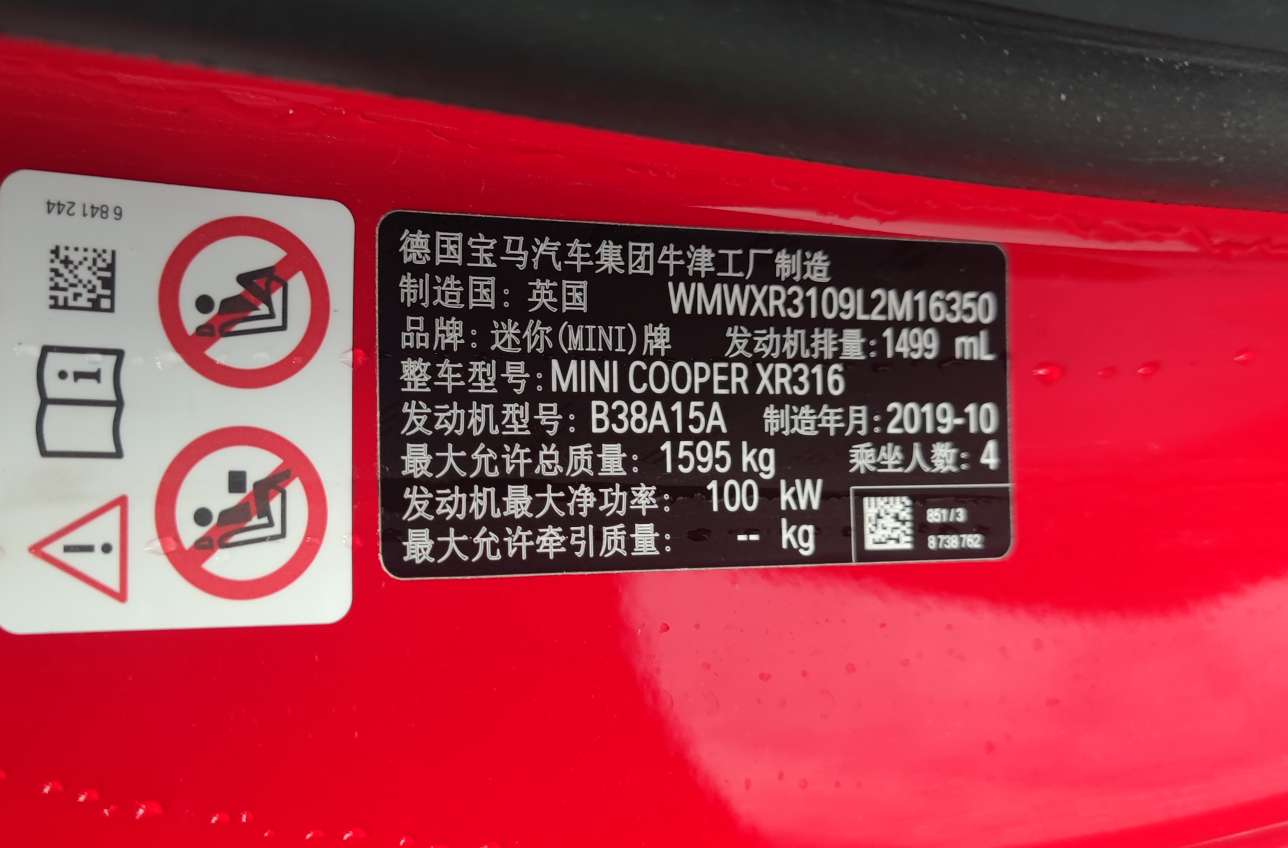 6 841 244
德国宝马汽车集团牛津工厂制造
制造国：英国 WMWXR3109L2M16350
品牌：迷你(MINI)牌 发动机排量:1499 mL
整车型号:MINI COOPER XR316
发动机型号: B38A15A 制造年月:2019-10
最大允许总质量: 1595 kg 乘坐人数: 4
发动机最大净功率: 100 kW
最大允许牵引质量: -- kg
851/3
8 738 762